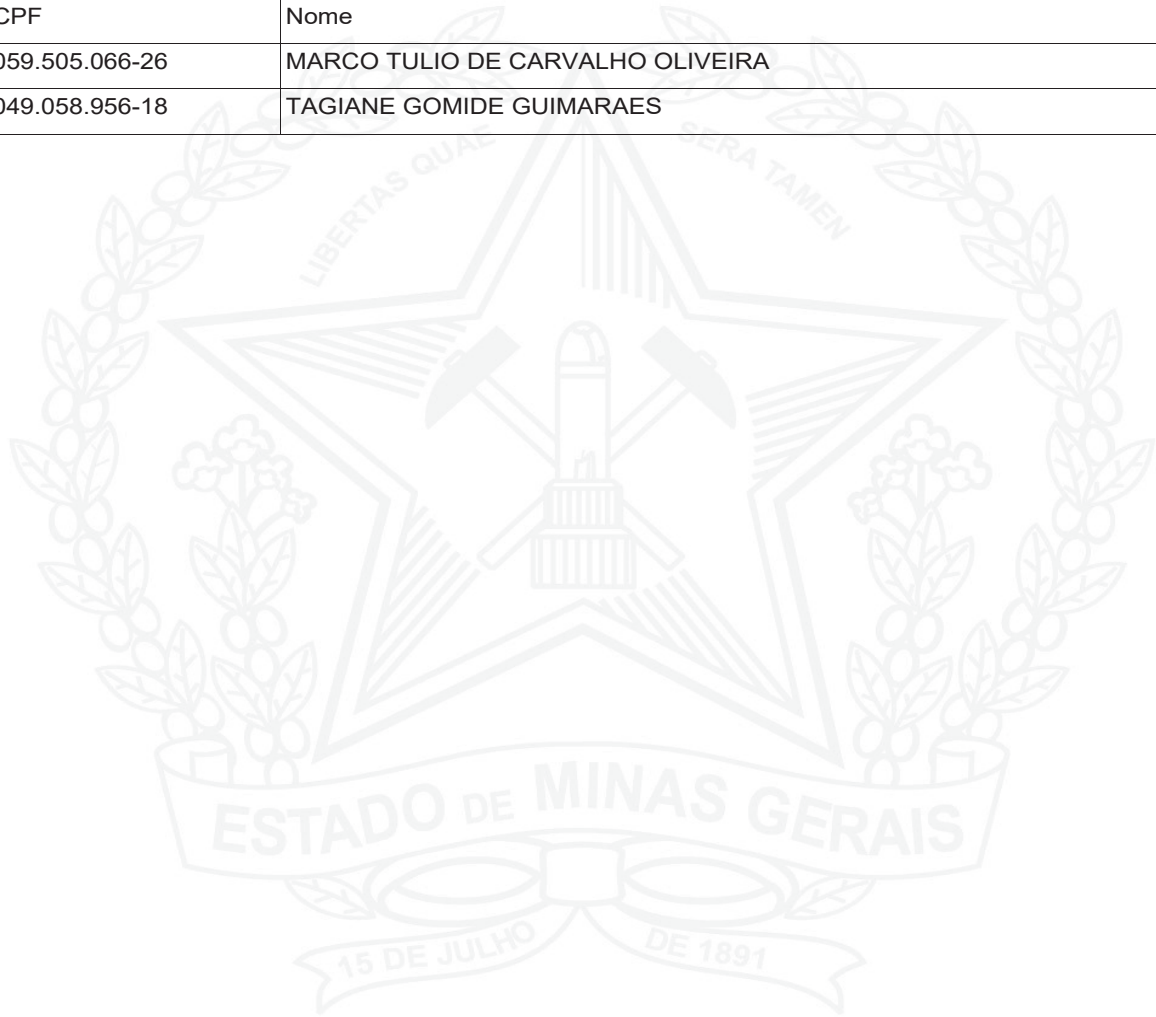 CPF Nome
059.505.066-26 MARCO TULIO DE CARVALHO OLIVEIRA
049.058.956-18 TAGIANE GOMIDE GUIMARAES
LIBERTAS QUAE SERA TAMEN
ESTADO DE MINAS GERAIS
15 DE JULHO DE 1891